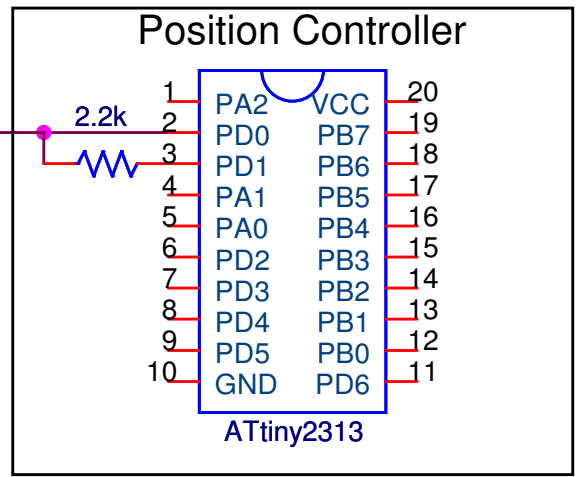 Position Controller
1 PA2 VCC 20
2.2k
2 PD0 PB7 19
3 PD1 PB6 18
4 PA1 PB5 17
5 PA0 PB4 16
6 PD2 PB3 15
7 PD3 PB2 14
8 PD4 PB1 13
9 PD5 PB0 12
10 GND PD6 11
ATtiny2313